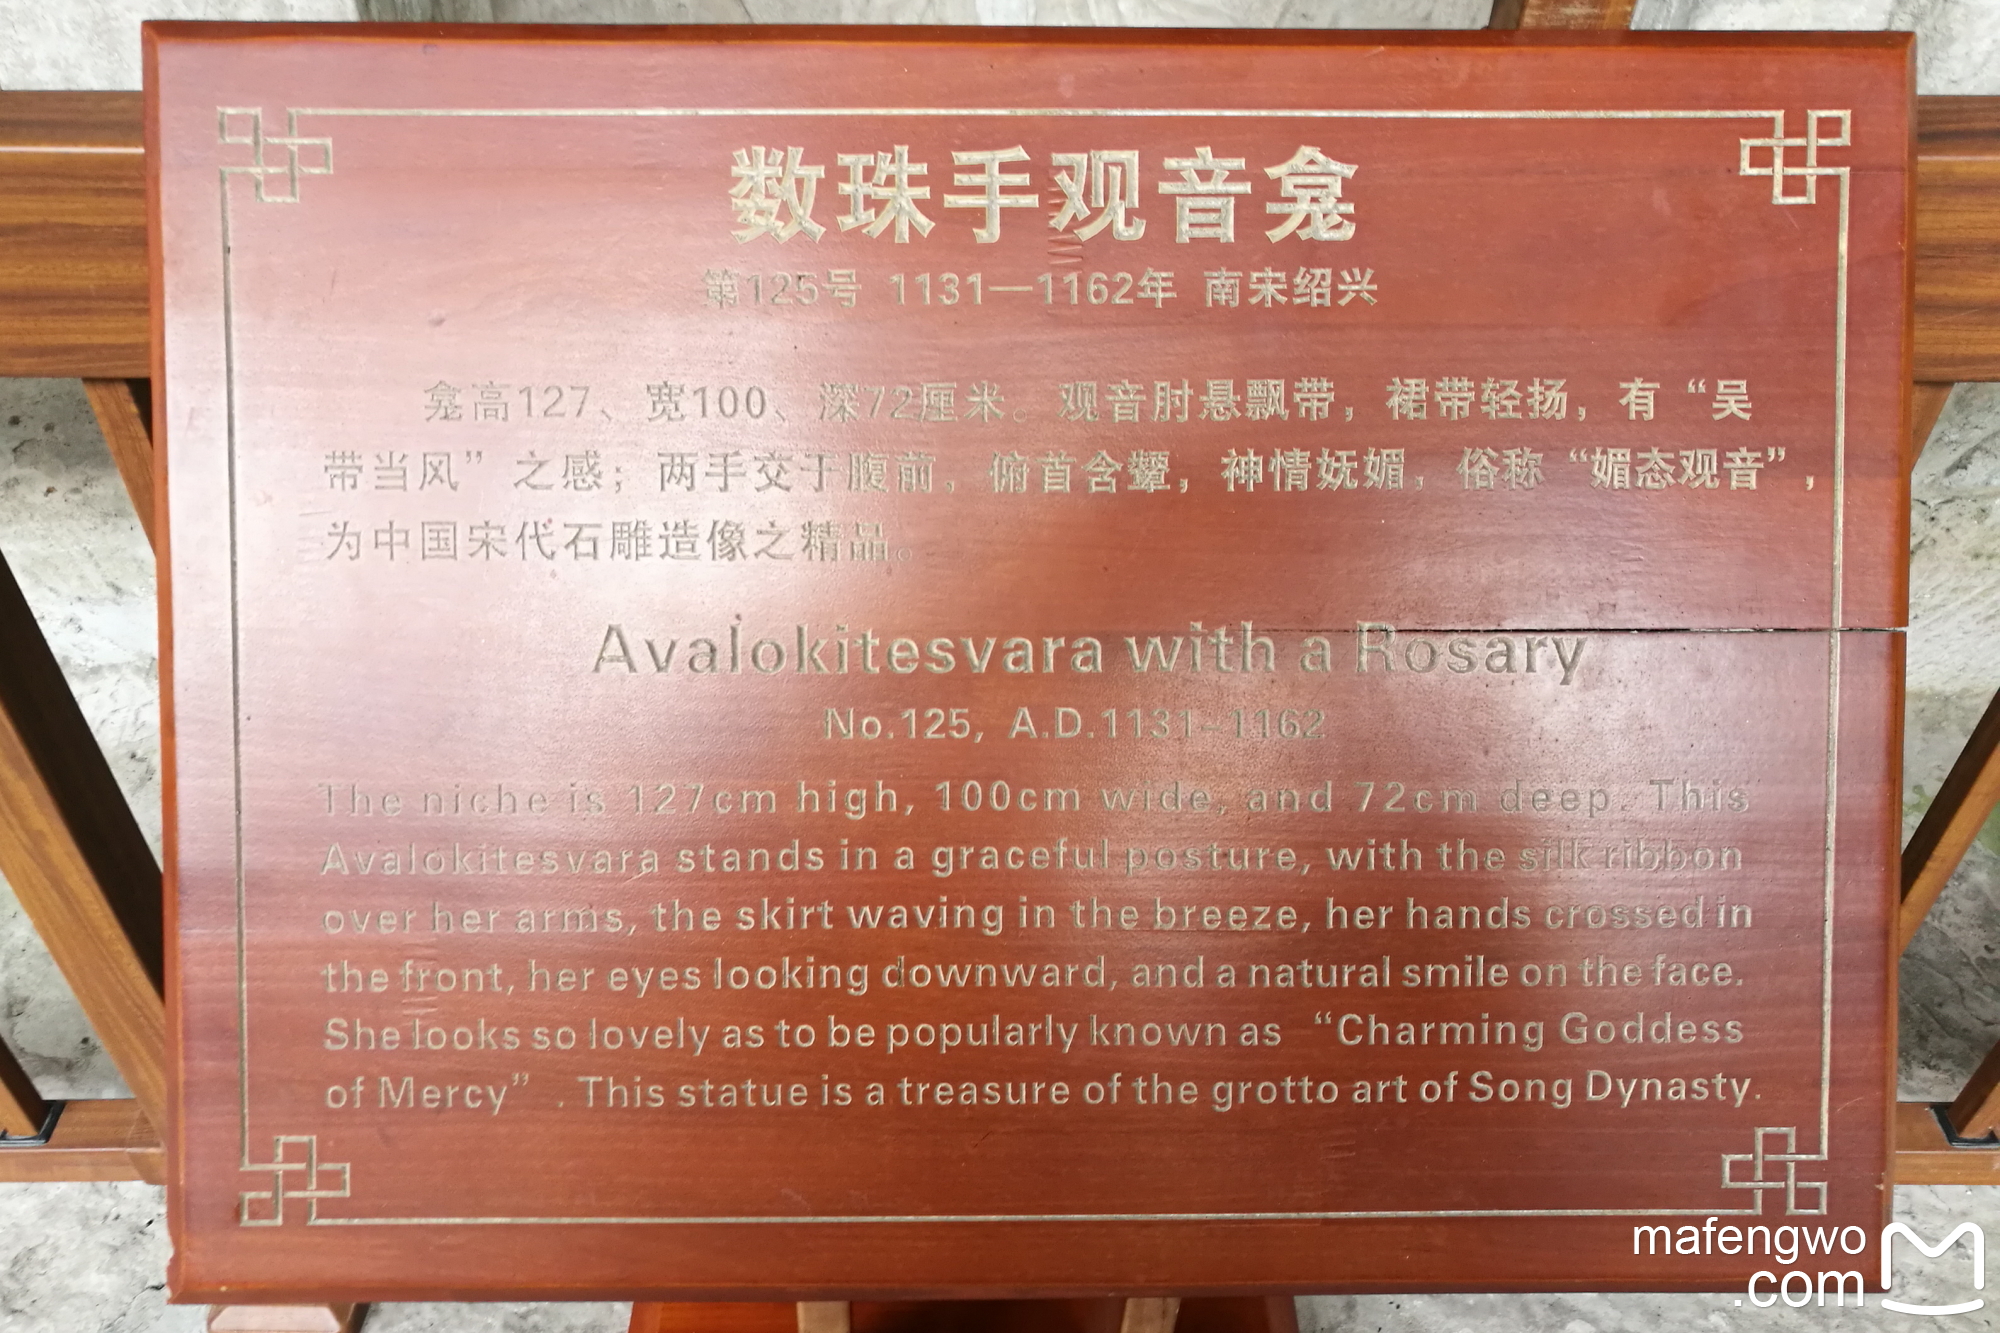 数珠手观音龛
第125号 1131—1162年 南宋绍兴
龛高127、宽100、深72厘米。观音肘悬飘带，裙带轻扬，有“吴
带当风”之感；两手交于腹前，俯首含颦，神情妩媚，俗称“媚态观音”，
为中国宋代石雕造像之精品。
Avalokitesvara with a Rosary
No.125, A.D.1131-1162
The niche is 127cm high, 100cm wide, and 72cm deep. This
Avalokitesvara stands in a graceful posture, with the silk ribbon
over her arms, the skirt waving in the breeze, her hands crossed in
the front, her eyes looking downward, and a natural smile on the face.
She looks so lovely as to be popularly known as “Charming Goddess
of Mercy” . This statue is a treasure of the grotto art of Song Dynasty.
mafengwo
.com